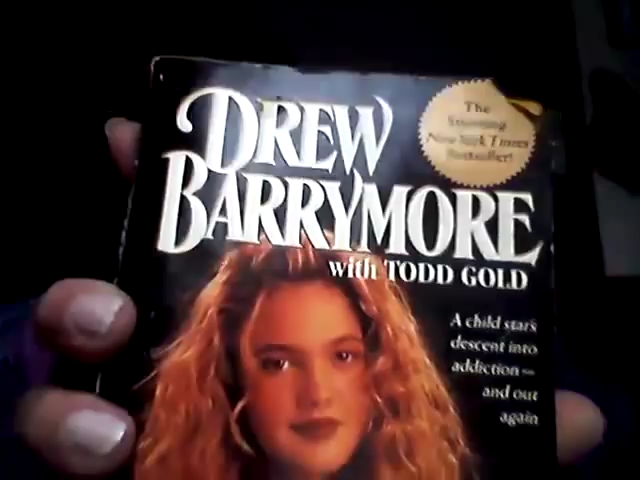 DREW
BARRYMORE
with TODD GOLD
The
Stunning
New York Times
Bestseller!
A child star's
descent into
addiction —
and out
again